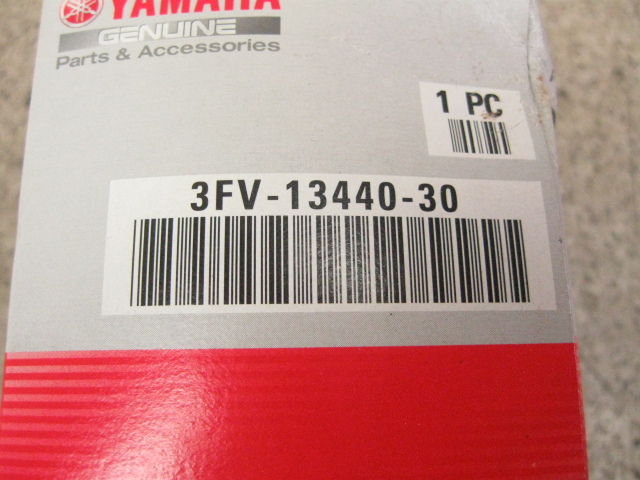 YAMAHA
GENUINE
Parts & Accessories
1 PC
3FV-13440-30